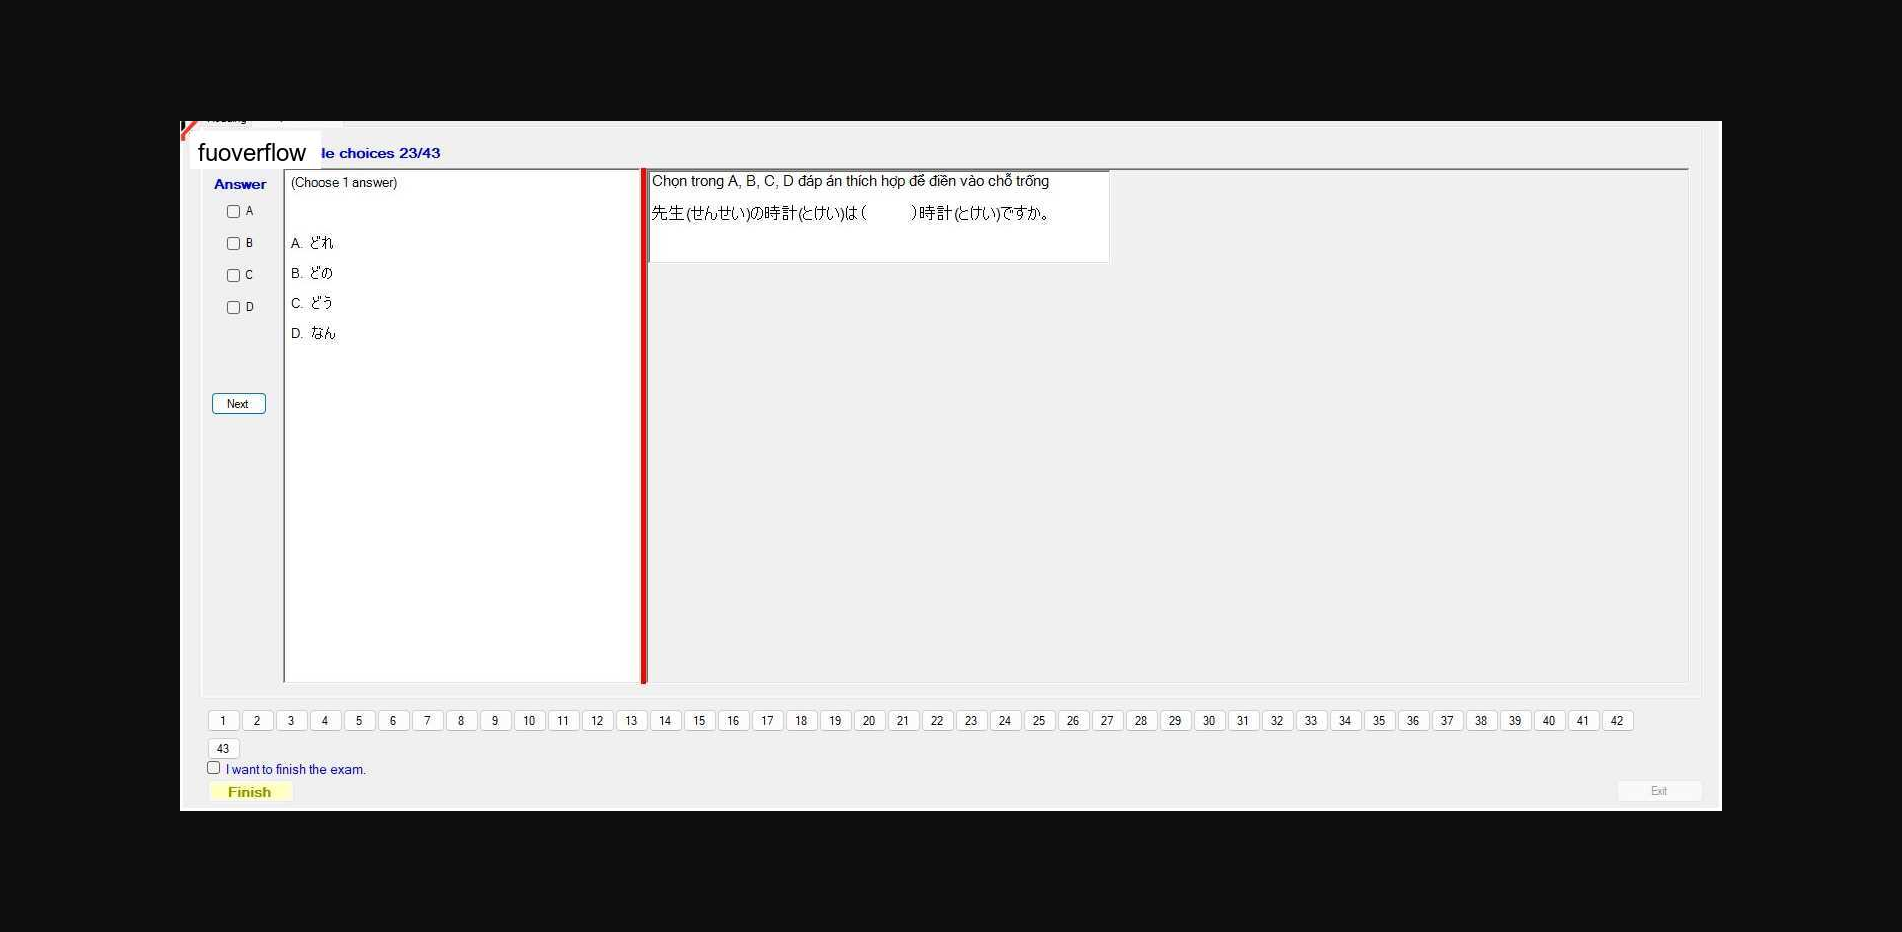 fuoverflow
le choices 23/43
Answer
(Choose 1 answer)
A
B
C
D
A. どれ
B. どの
C. どう
D. なん
Next
Chọn trong A, B, C, D đáp án thích hợp để điền vào chỗ trống
先生(せんせい)の時計(とけい)は(　　　)時計(とけい)ですか。
1 2 3 4 5 6 7 8 9 10 11 12 13 14 15 16 17 18 19 20 21 22 23 24 25 26 27 28 29 30 31 32 33 34 35 36 37 38 39 40 41 42
43
I want to finish the exam.
Finish
Exit